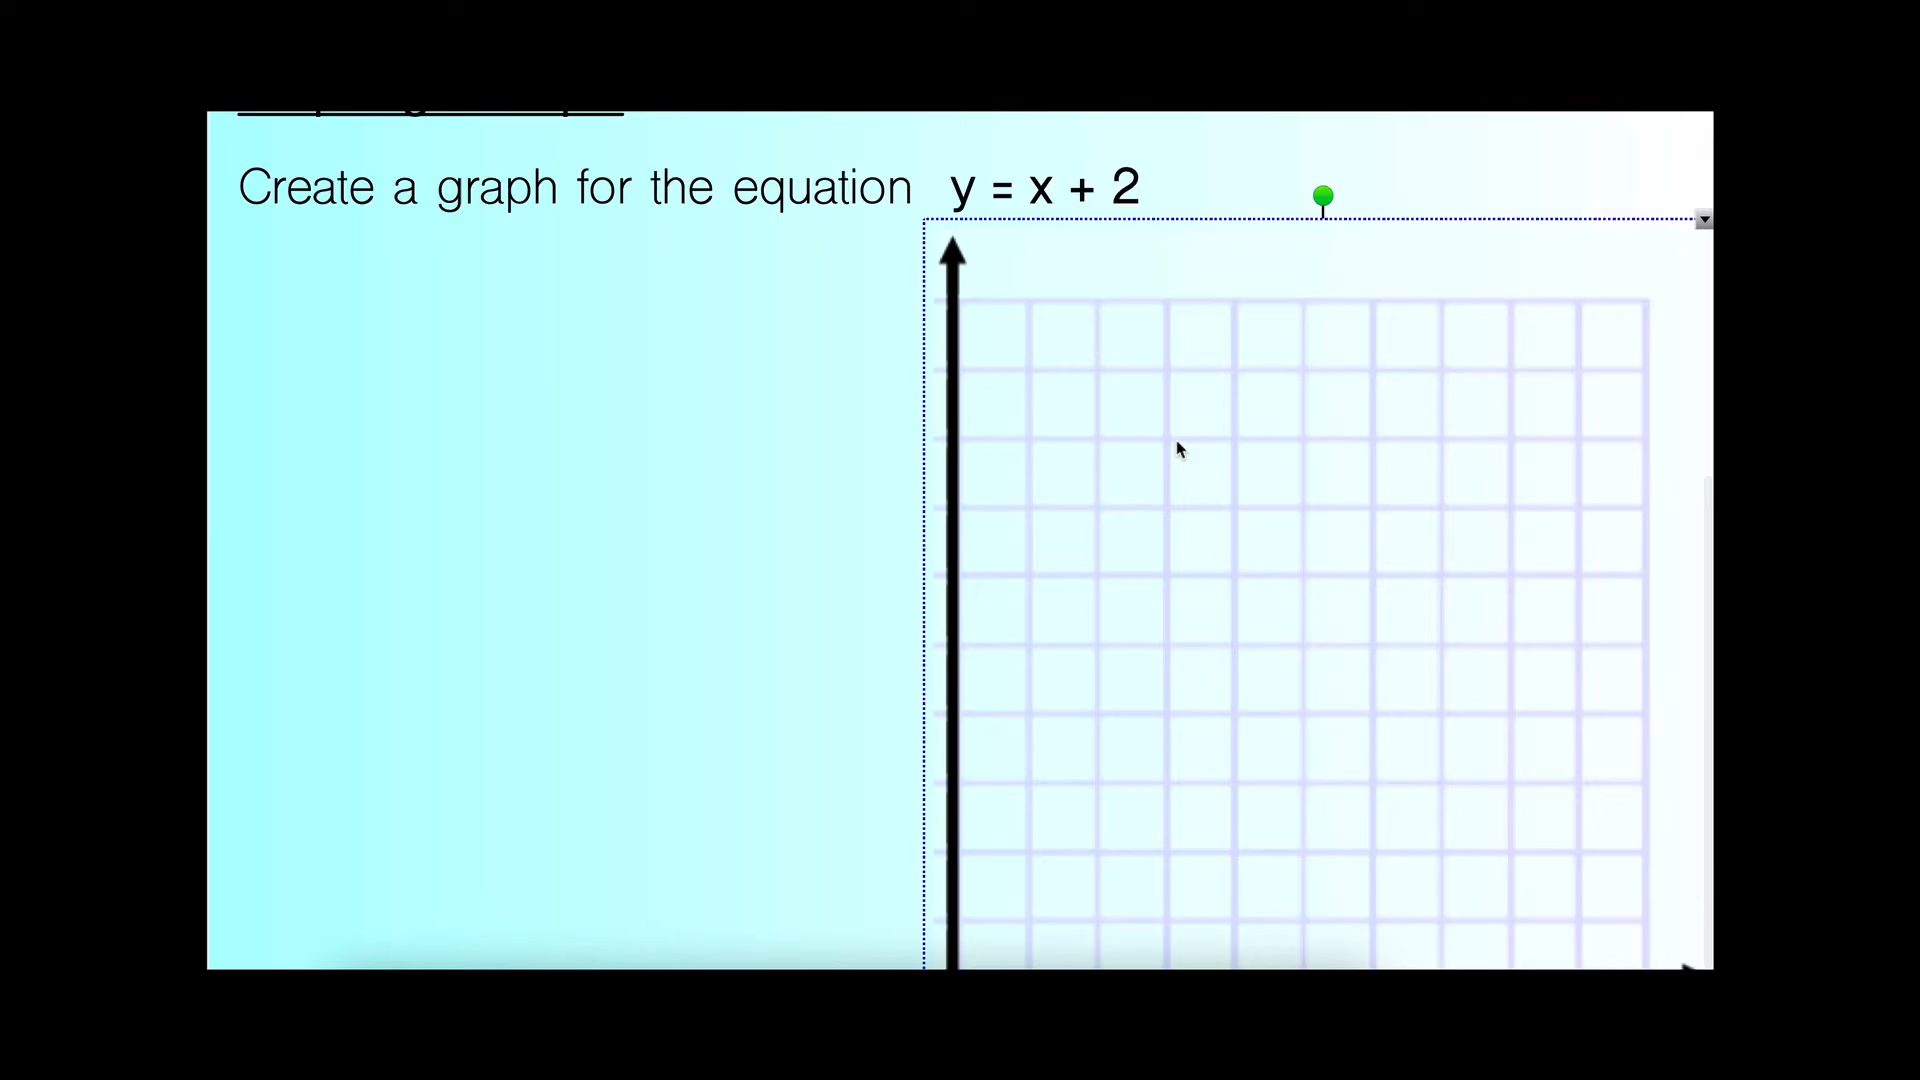 Create a graph for the equation y = x + 2